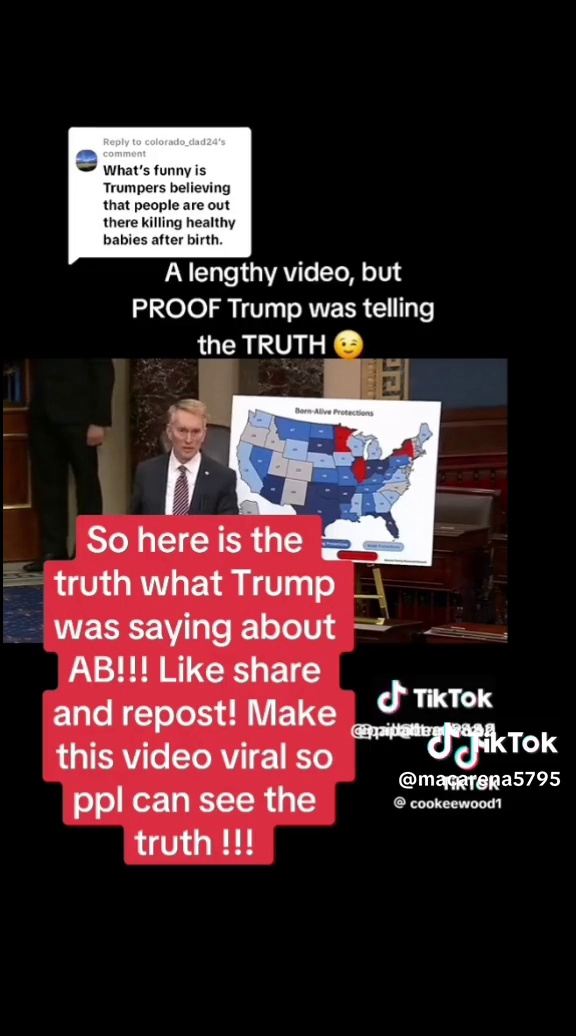 Reply to colorado_dad24's
comment
What's funny is
Trumpers believing
that people are out
there killing healthy
babies after birth.
A lengthy video, but
PROOF Trump was telling
the TRUTH 😉
Born-Alive Protections
So here is the
truth what Trump
was saying about
AB!!! Like share
and repost! Make
this video viral so
ppl can see the
truth !!!
TikTok
TikTok
@macarena5795
TikTok
@ cookeewood1